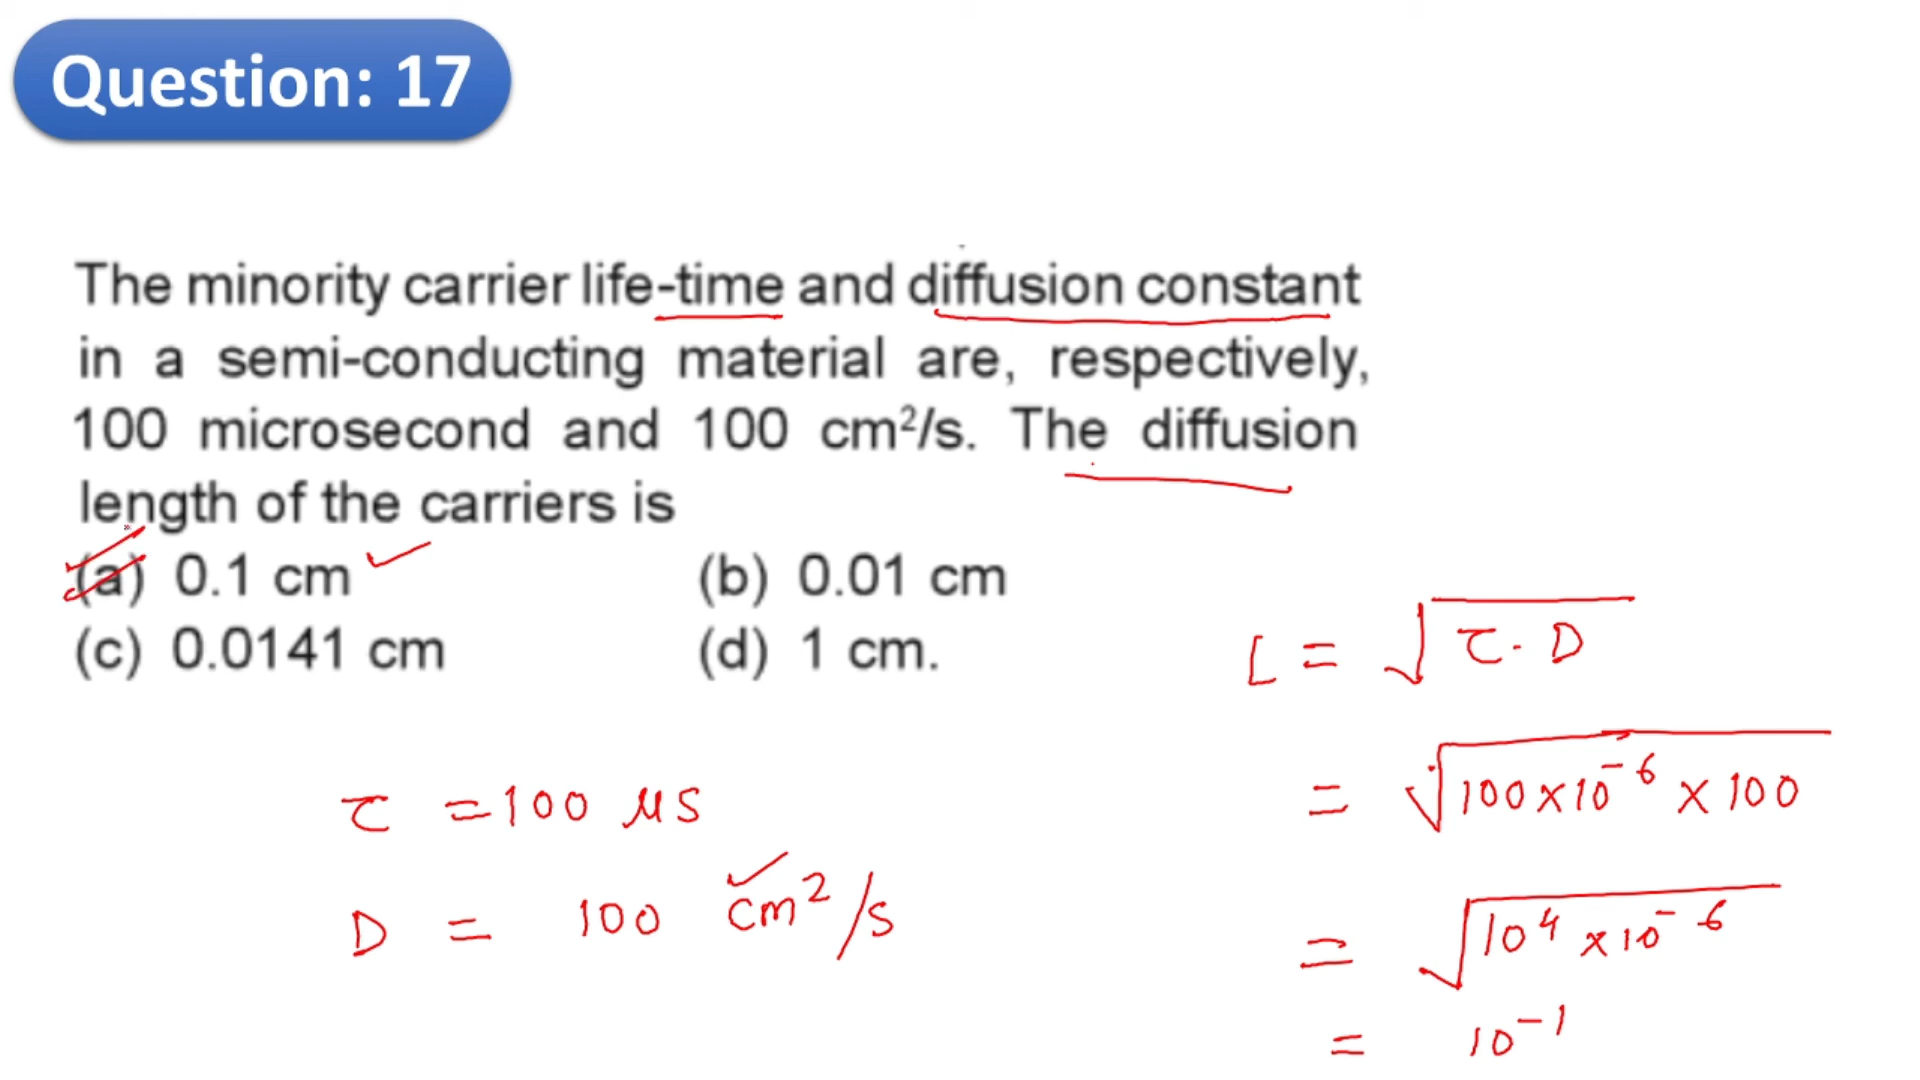 Question: 17
The minority carrier life-time and diffusion constant
in a semi-conducting material are, respectively,
100 microsecond and 100 cm²/s. The diffusion
length of the carriers is
(a) 0.1 cm ✓ (b) 0.01 cm
(c) 0.0141 cm (d) 1 cm.
τ = 100 μs
D = 100 cm²/s
L = √(τ · D)
= √(100 × 10⁻⁶ × 100)
= √(10⁴ × 10⁻⁶)
= 10⁻¹